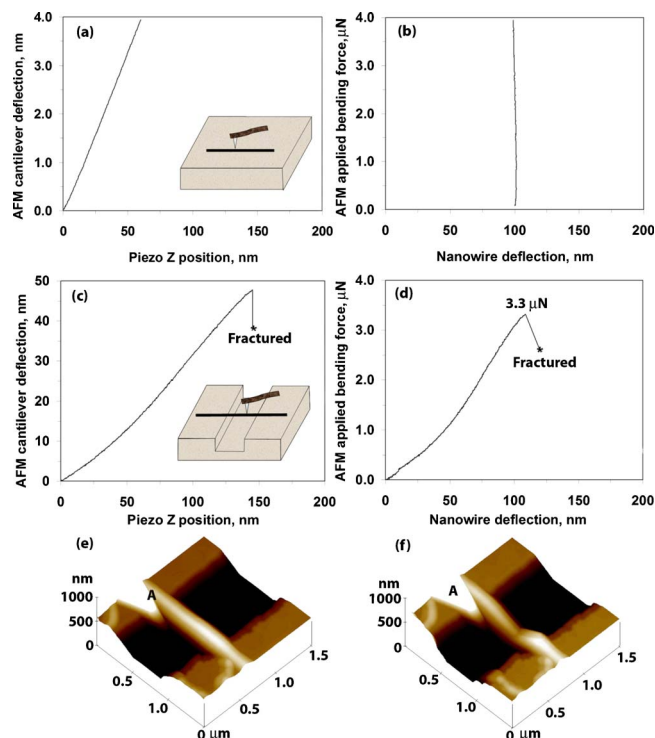 (a)
AFM cantilever deflection, nm
4.0
3.0
2.0
1.0
0.0
0 50 100 150 200
Piezo Z position, nm
(b)
AFM applied bending force, µN
4.0
3.0
2.0
1.0
0.0
0 50 100 150 200
Nanowire deflection, nm
(c)
AFM cantilever deflection, nm
50
40
30
20
10
0
Fractured
0 50 100 150 200
Piezo Z position, nm
(d)
AFM applied bending force, µN
4.0
3.0
2.0
1.0
0.0
3.3 µN
Fractured
0 50 100 150 200
Nanowire deflection, nm
(e)
nm
1000
500
0
A
0.5
1.0
0 µm
0.5
1.0
1.5
(f)
nm
1000
500
0
A
0.5
1.0
0 µm
0.5
1.0
1.5